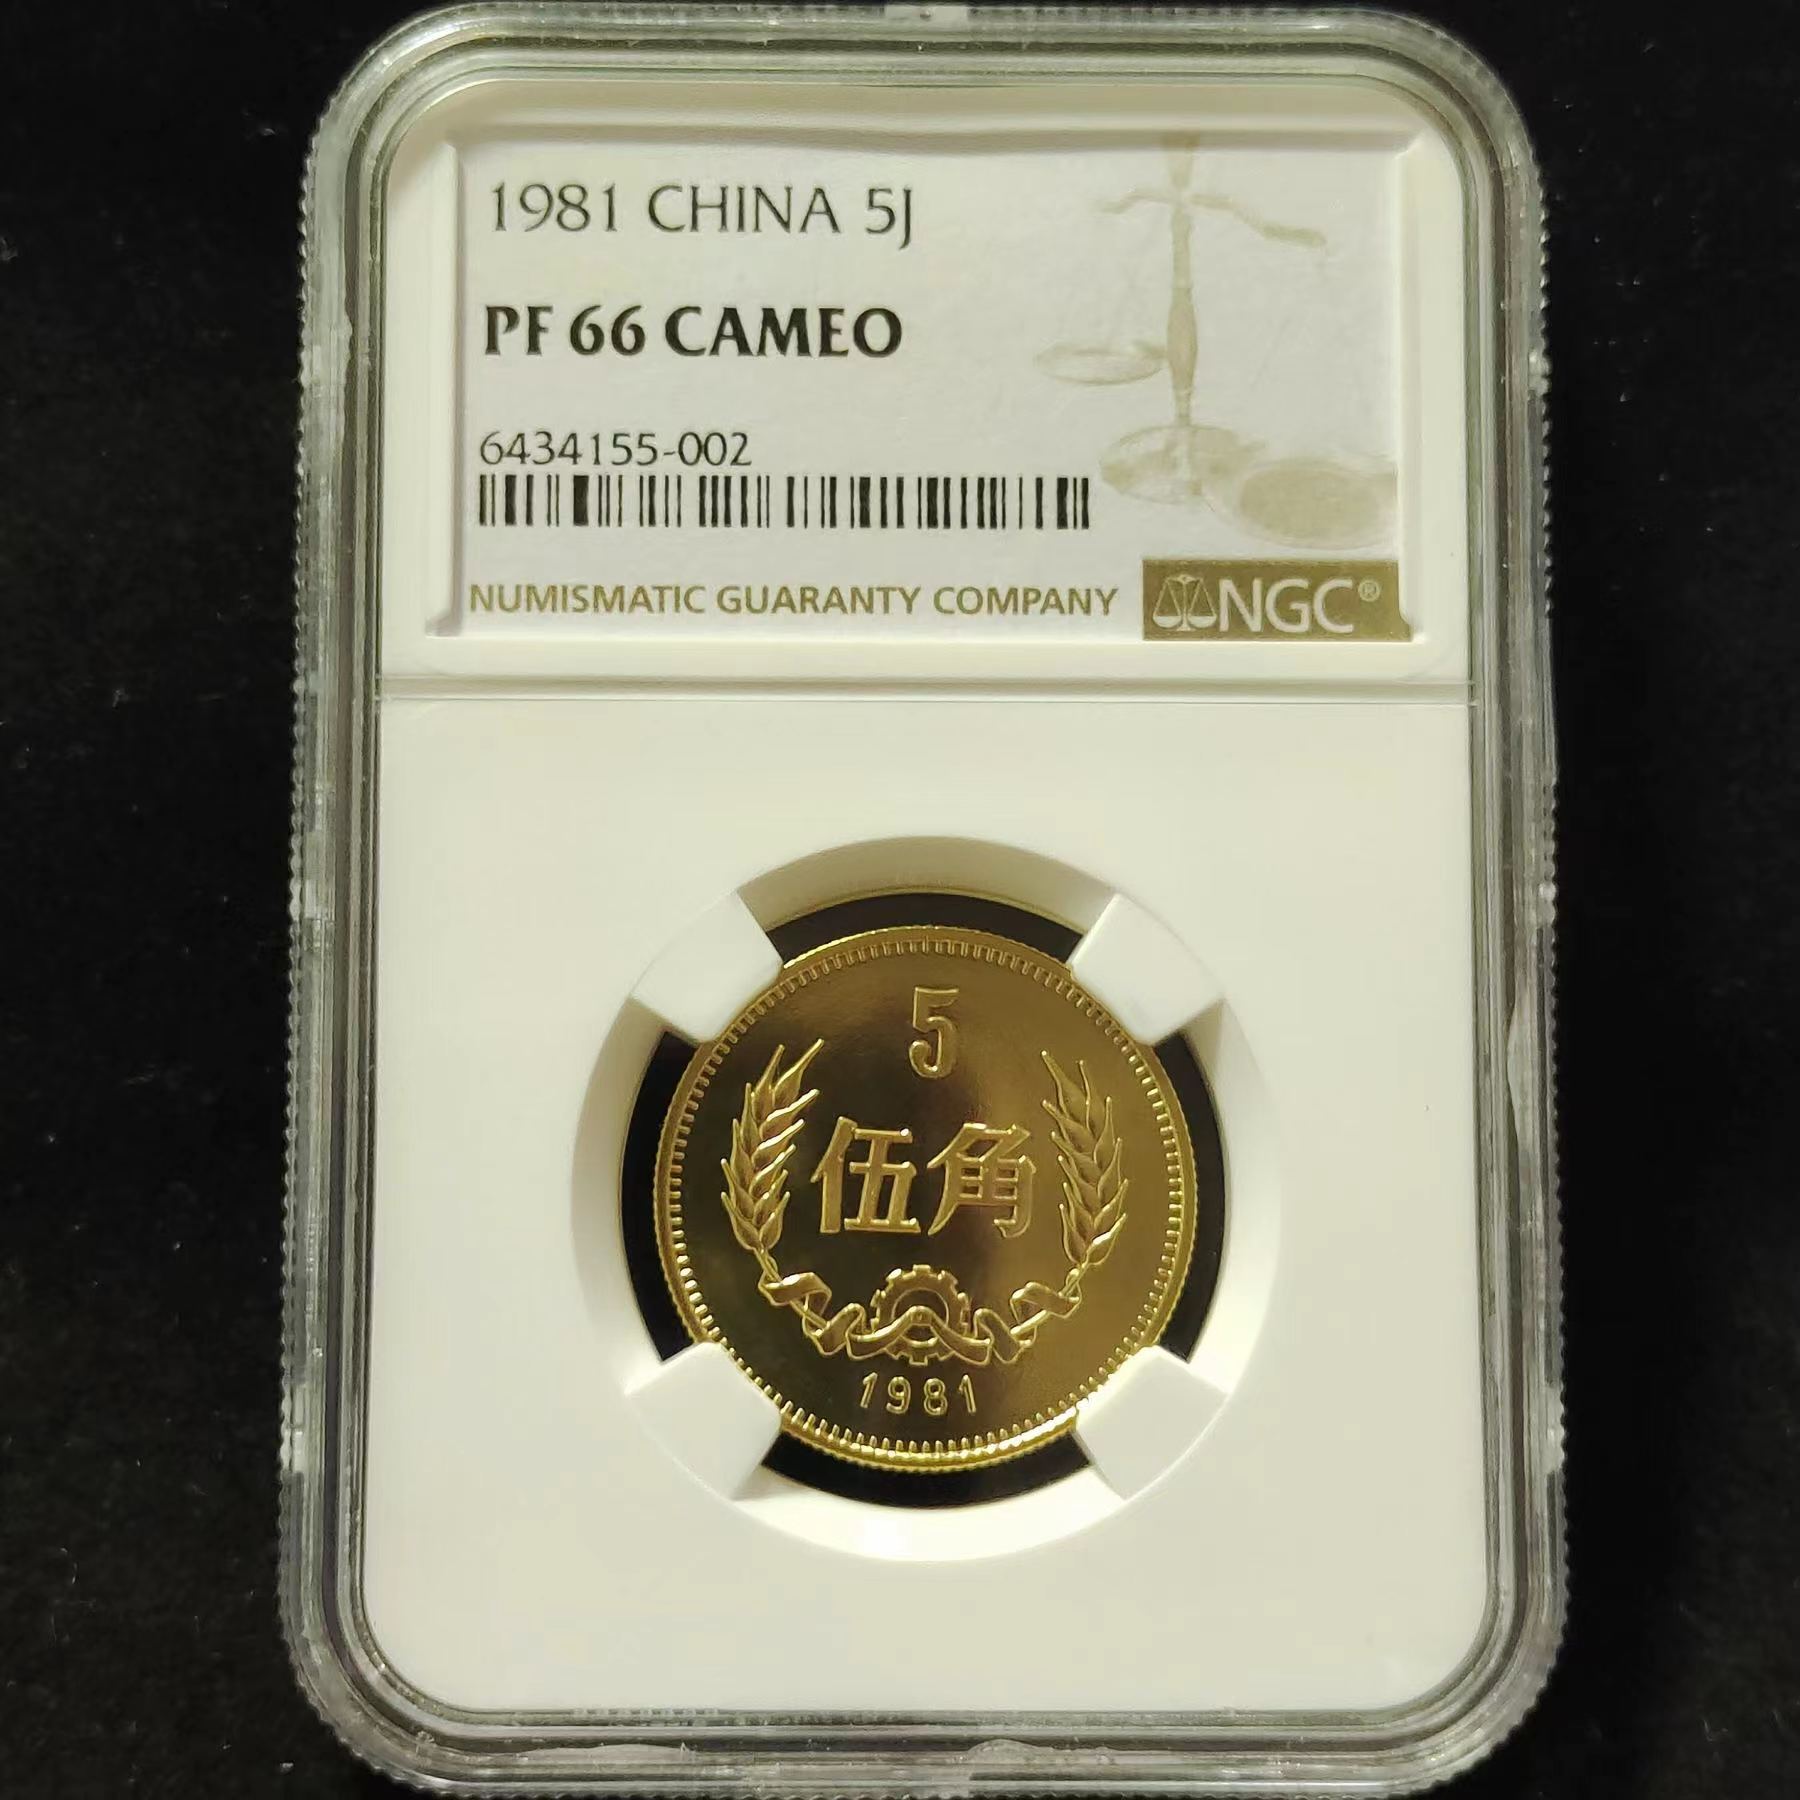 1981 CHINA 5J
PF 66 CAMEO
6434155-002
NUMISMATIC GUARANTY COMPANY
NGC®
5
伍角
1981